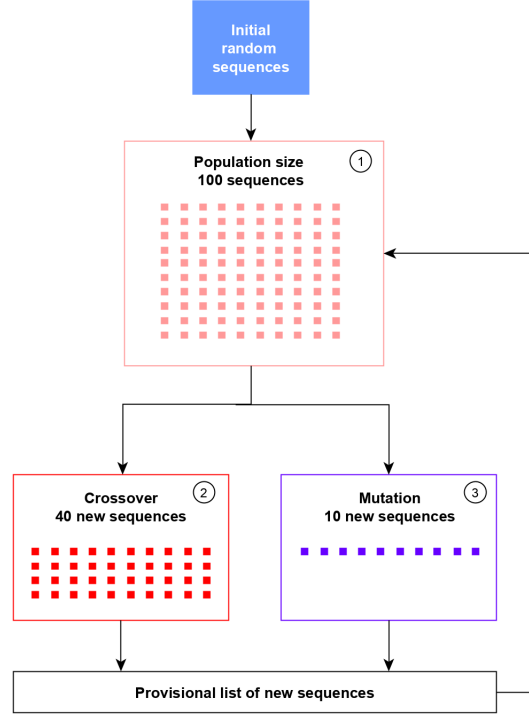 Initial
random
sequences
Population size
100 sequences
1
Crossover
40 new sequences
2
Mutation
10 new sequences
3
Provisional list of new sequences